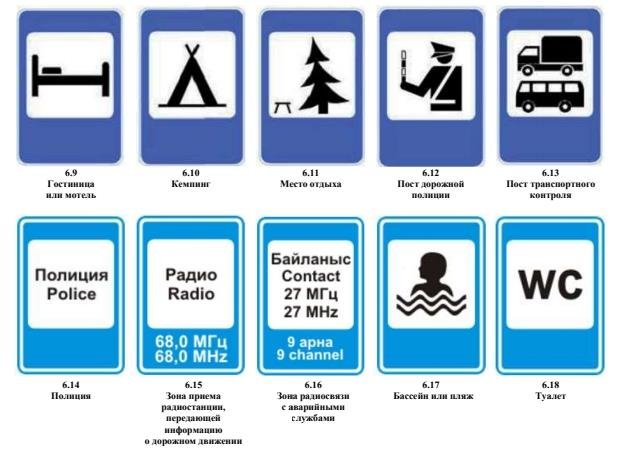 6.9
Гостиница
или мотель
6.10
Кемпинг
6.11
Место отдыха
6.12
Пост дорожной
полиции
6.13
Пост транспортного
контроля
Полиция
Police
6.14
Полиция
Радио
Radio
68,0 МГц
68,0 MHz
6.15
Зона приема
радиостанции,
передающей
информацию
о дорожном движении
Байланыс
Contact
27 МГц
27 MHz
9 арна
9 channel
6.16
Зона радиосвязи
с аварийными
службами
6.17
Бассейн или пляж
WC
6.18
Туалет